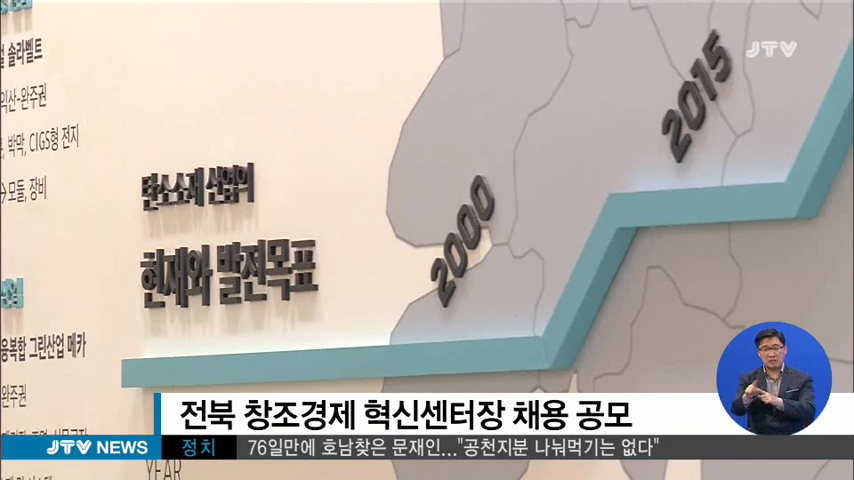 솔라벨트
JTV
2015
익산-완주권
박막, CIGS형 전지
모듈, 장비
탄소소재 산업의
2000
현재와 발전목표
융복합 그린산업 메카
완주권
전북 창조경제 혁신센터장 채용 공모
JTV NEWS
정치
76일만에 호남찾은 문재인..."공천지분 나눠먹기는 없다"
YEAR